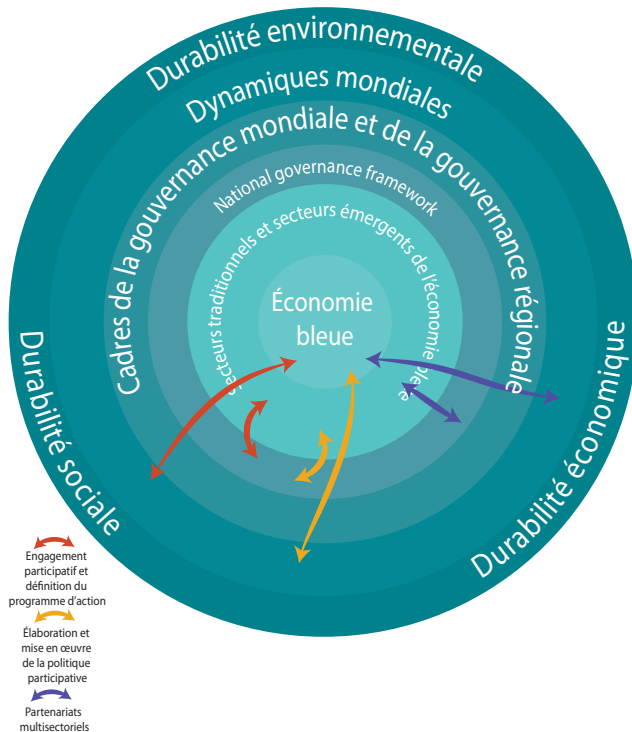 Durabilité environnementale
Dynamiques mondiales
Cadres de la gouvernance mondiale et de la gouvernance régionale
National governance framework
Secteurs traditionnels et secteurs émergents de l'économie bleue
Économie
bleue
Durabilité sociale
Durabilité économique
Engagement
participatif et
définition du
programme d'action
Élaboration et
mise en œuvre
de la politique
participative
Partenariats
multisectoriels